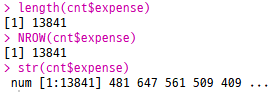 > length(cnt$expense)
[1] 13841
> NROW(cnt$expense)
[1] 13841
> str(cnt$expense)
 num [1:13841] 481 647 561 509 409 ...